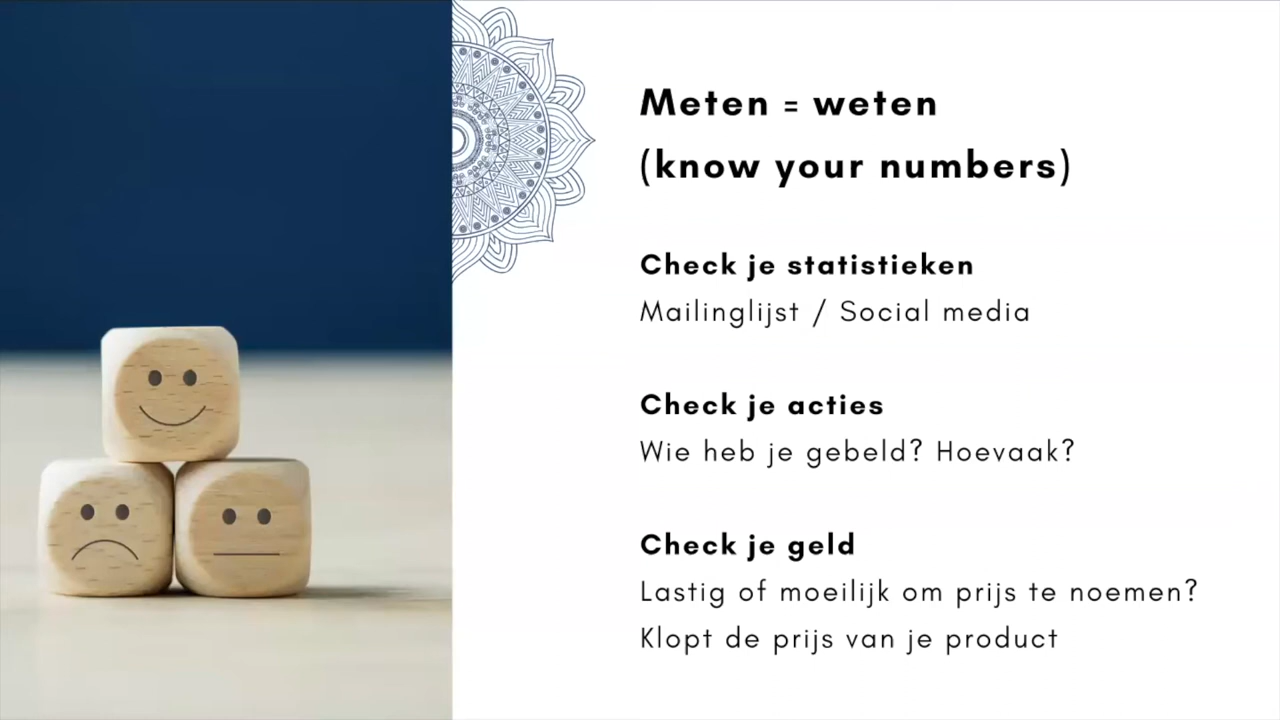 Meten = weten
(know your numbers)
Check je statistieken
Mailinglijst / Social media
Check je acties
Wie heb je gebeld? Hoevaak?
Check je geld
Lastig of moeilijk om prijs te noemen?
Klopt de prijs van je product